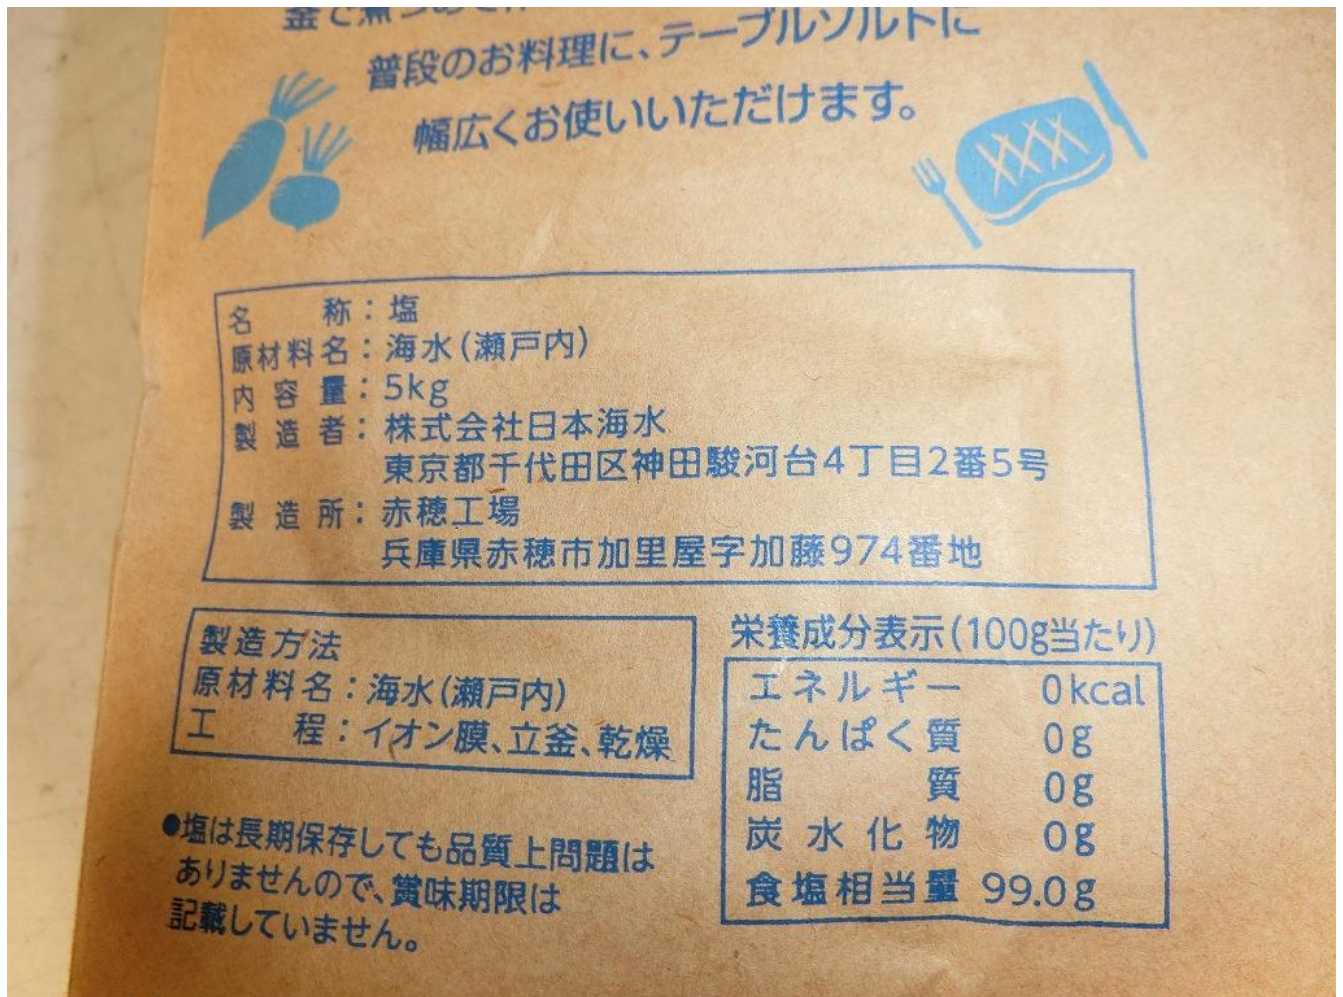 釜で煮つめて
普段のお料理に、テーブルソルトに
幅広くお使いいただけます。
名称：塩
原材料名：海水(瀬戸内)
内容量：5kg
製造者：株式会社日本海水
東京都千代田区神田駿河台4丁目2番5号
製造所：赤穂工場
兵庫県赤穂市加里屋字加藤974番地
製造方法
原材料名：海水(瀬戸内)
工程：イオン膜、立釜、乾燥
●塩は長期保存しても品質上問題は
ありませんので、賞味期限は
記載していません。
栄養成分表示(100g当たり)
エネルギー 0kcal
たんぱく質 0g
脂質 0g
炭水化物 0g
食塩相当量 99.0g